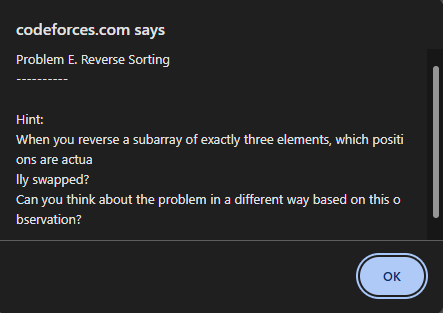 codeforces.com says
Problem E. Reverse Sorting
----------
Hint:
When you reverse a subarray of exactly three elements, which positi
ons are actua
lly swapped?
Can you think about the problem in a different way based on this o
bservation?
OK